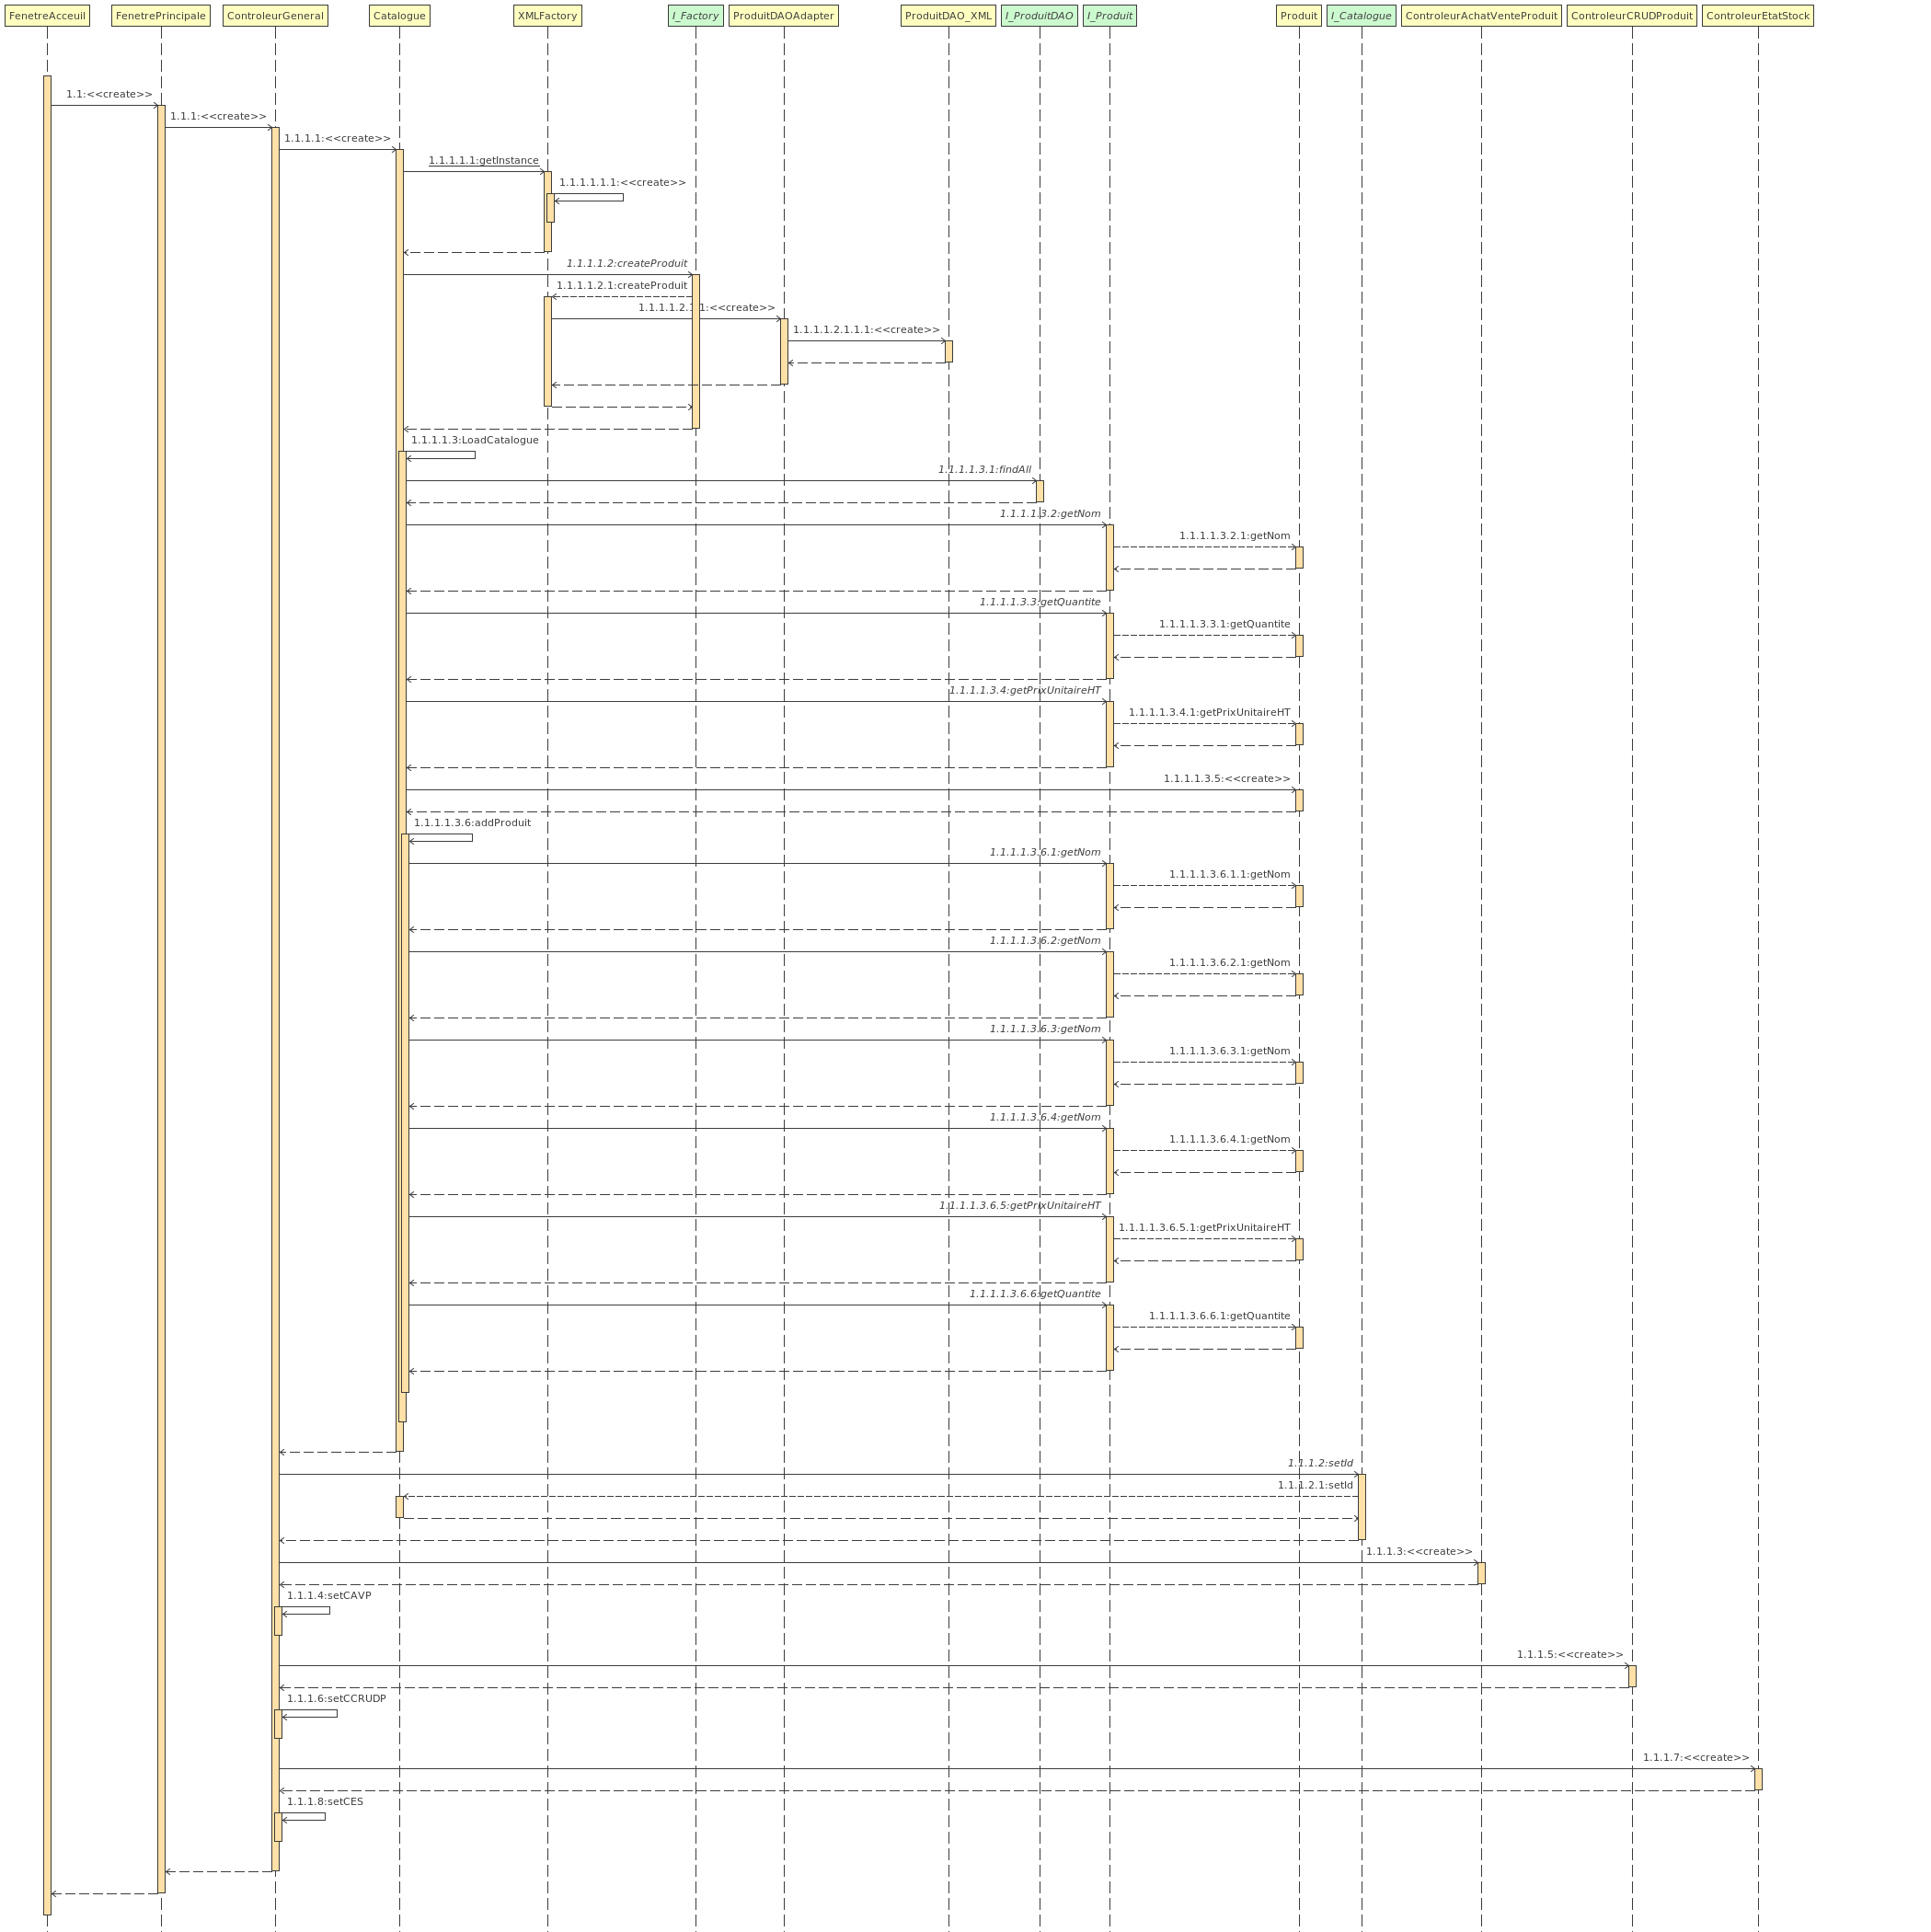 FenetreAcceuil
FenetrePrincipale
ControleurGeneral
Catalogue
XMLFactory
I_Factory
ProduitDAOAdapter
ProduitDAO_XML
I_ProduitDAO
I_Produit
Produit
I_Catalogue
ControleurAchatVenteProduit
ControleurCRUDProduit
ControleurEtatStock
1.1:<<create>>
1.1.1:<<create>>
1.1.1.1:<<create>>
1.1.1.1.1:getInstance
1.1.1.1.1.1:<<create>>
1.1.1.1.2:createProduit
1.1.1.1.2.1:createProduit
1.1.1.1.2.1.1:<<create>>
1.1.1.1.2.1.1.1:<<create>>
1.1.1.1.3:LoadCatalogue
1.1.1.1.3.1:findAll
1.1.1.1.3.2:getNom
1.1.1.1.3.2.1:getNom
1.1.1.1.3.3:getQuantite
1.1.1.1.3.3.1:getQuantite
1.1.1.1.3.4:getPrixUnitaireHT
1.1.1.1.3.4.1:getPrixUnitaireHT
1.1.1.1.3.5:<<create>>
1.1.1.1.3.6:addProduit
1.1.1.1.3.6.1:getNom
1.1.1.1.3.6.1.1:getNom
1.1.1.1.3.6.2:getNom
1.1.1.1.3.6.2.1:getNom
1.1.1.1.3.6.3:getNom
1.1.1.1.3.6.3.1:getNom
1.1.1.1.3.6.4:getNom
1.1.1.1.3.6.4.1:getNom
1.1.1.1.3.6.5:getPrixUnitaireHT
1.1.1.1.3.6.5.1:getPrixUnitaireHT
1.1.1.1.3.6.6:getQuantite
1.1.1.1.3.6.6.1:getQuantite
1.1.1.2:setId
1.1.1.2.1:setId
1.1.1.3:<<create>>
1.1.1.4:setCAVP
1.1.1.5:<<create>>
1.1.1.6:setCCRUDP
1.1.1.7:<<create>>
1.1.1.8:setCES